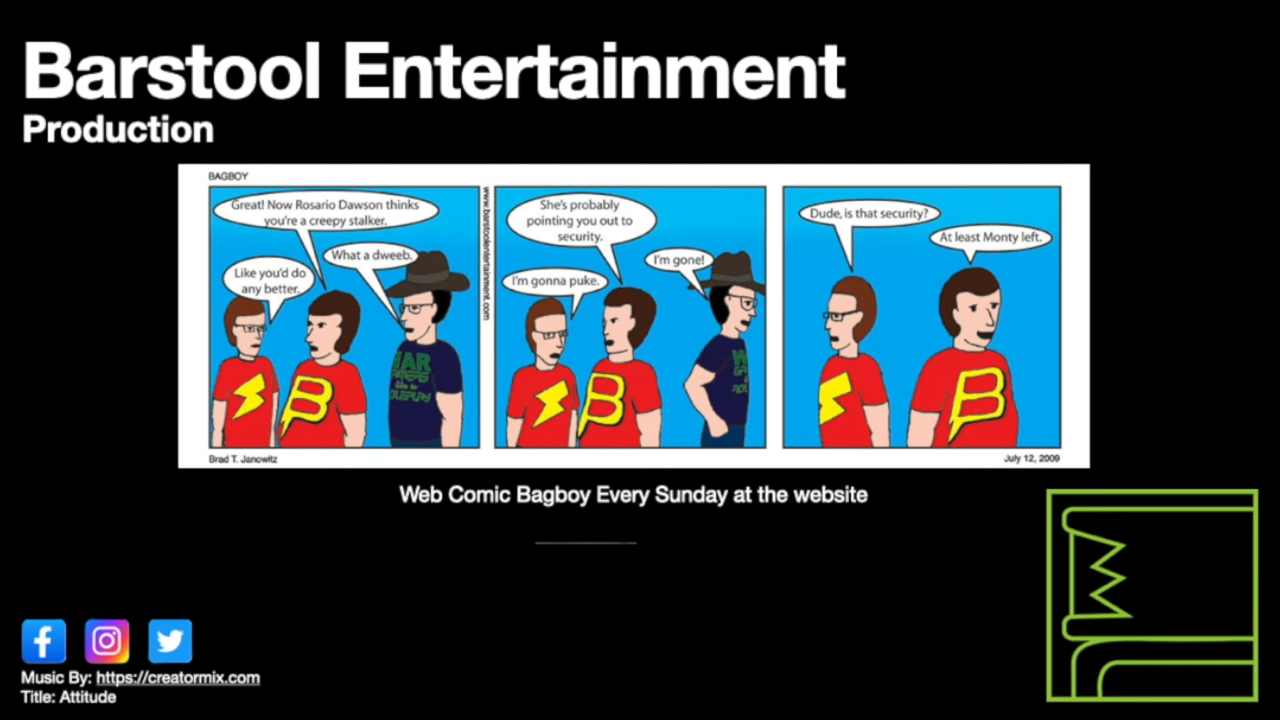 Barstool Entertainment
Production
BAGBOY
Great! Now Rosario Dawson thinks
you're a creepy stalker.
What a dweeb.
Like you'd do
any better.
www.barstoolentertainment.com
She's probably
pointing you out to
security.
I'm gonna puke.
I'm gone!
Dude, is that security?
At least Monty left.
B
B
B
Brad T. Janowitz
July 12, 2009
Web Comic Bagboy Every Sunday at the website
Music By: https://creatormix.com
Title: Attitude